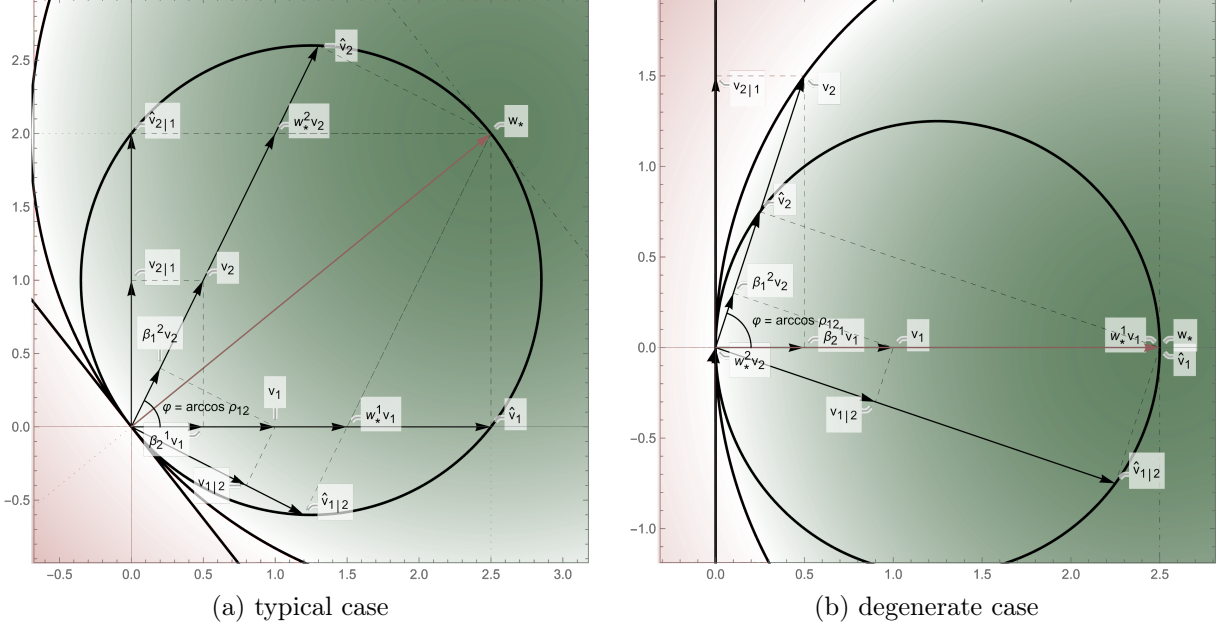 2.5
2.0
1.5
1.0
0.5
0.0
−0.5
−0.5
0.0
0.5
1.0
1.5
2.0
2.5
3.0
v̂₂
v̂₂|₁
w⁎²v₂
w⁎
v₂|₁
v₂
β₁²v₂
φ = arccos ρ₁₂
v₁
β₂¹v₁
w⁎¹v₁
v̂₁
v₁|₂
v̂₁|₂
(a) typical case
1.5
1.0
0.5
0.0
−0.5
−1.0
0.0
0.5
1.0
1.5
2.0
2.5
v₂|₁
v₂
v̂₂
β₁²v₂
φ = arccos ρ₁₂
β₂¹v₁
v₁
w⁎¹v₁
w⁎
v̂₁
w⁎²v₂
v₁|₂
v̂₁|₂
(b) degenerate case